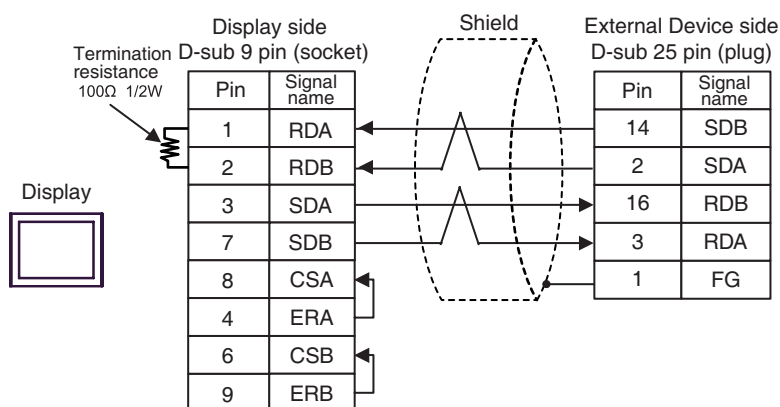 Display side
D-sub 9 pin (socket)
Shield
External Device side
D-sub 25 pin (plug)
Termination
resistance
100Ω 1/2W
Display
Pin Signal name
1 RDA
2 RDB
3 SDA
7 SDB
8 CSA
4 ERA
6 CSB
9 ERB
Pin Signal name
14 SDB
2 SDA
16 RDB
3 RDA
1 FG